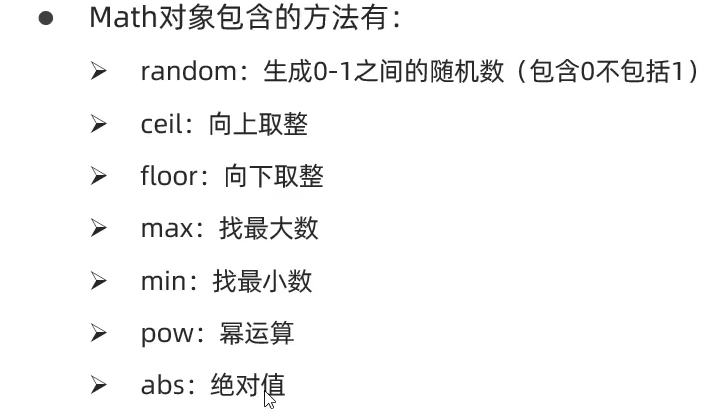 Math对象包含的方法有：
random：生成0-1之间的随机数（包含0不包括1）
ceil：向上取整
floor：向下取整
max：找最大数
min：找最小数
pow：幂运算
abs：绝对值